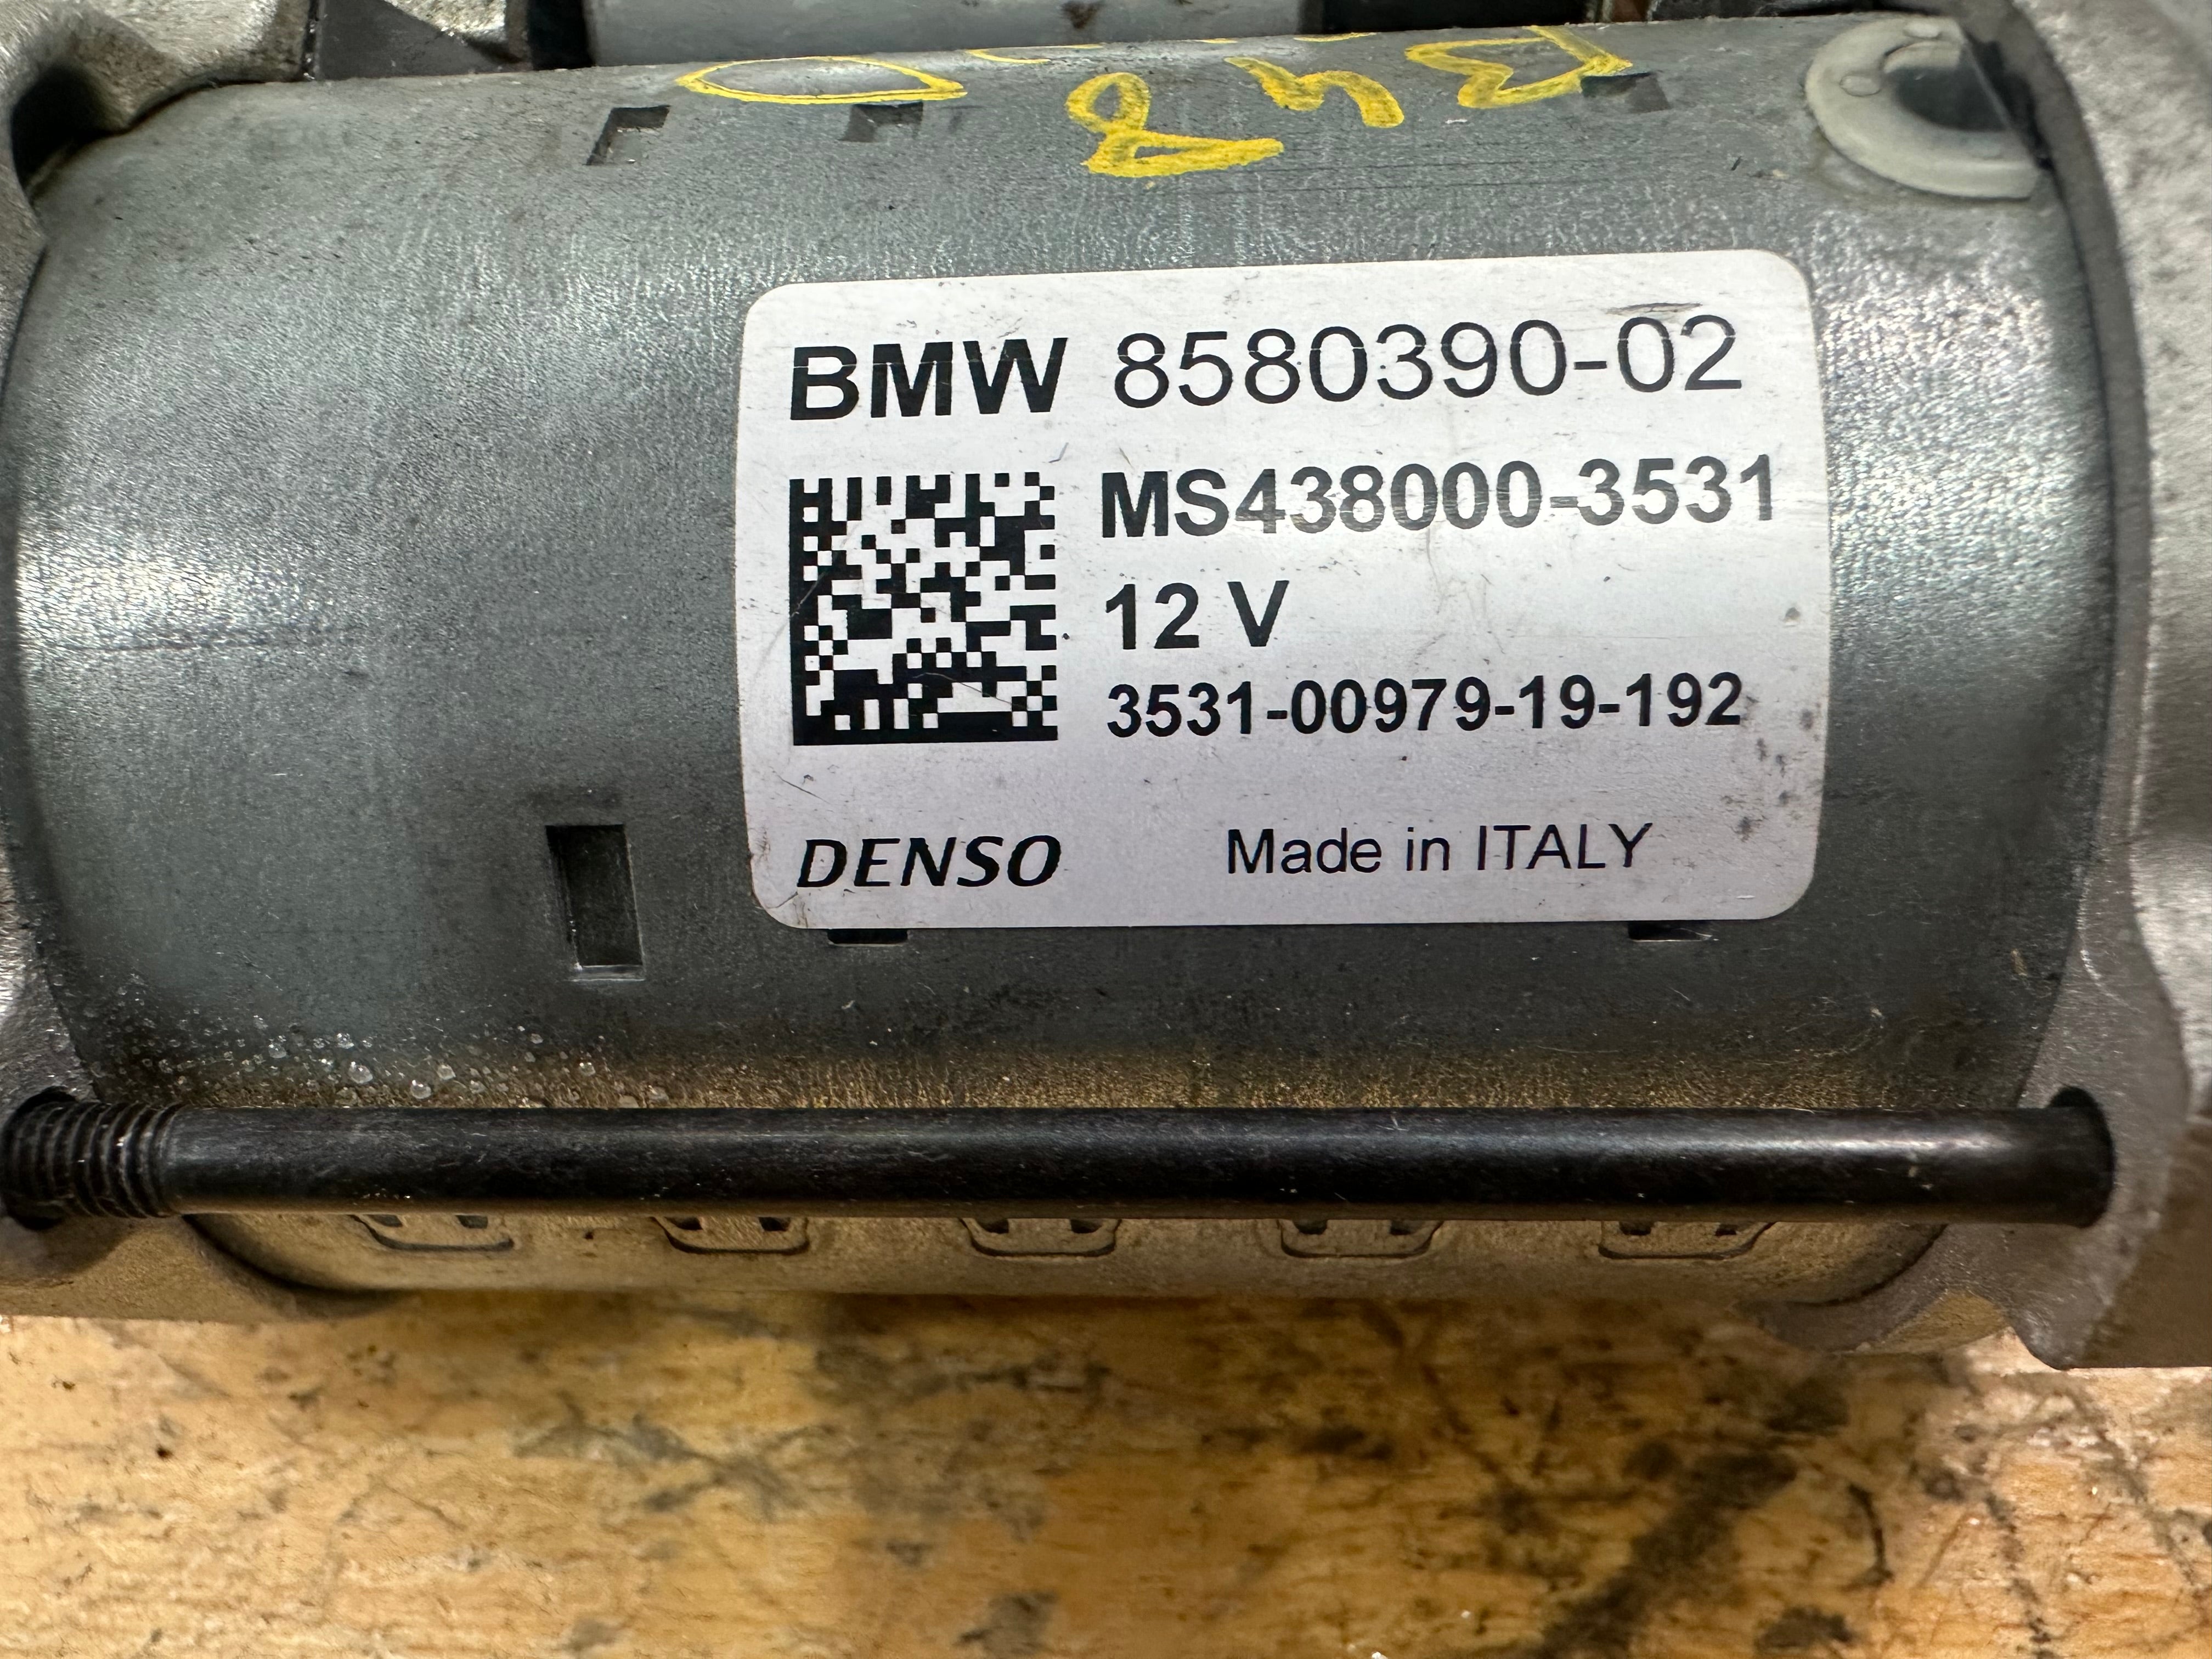 B48
BMW 8580390-02
MS438000-3531
12 V
3531-00979-19-192
DENSO Made in ITALY